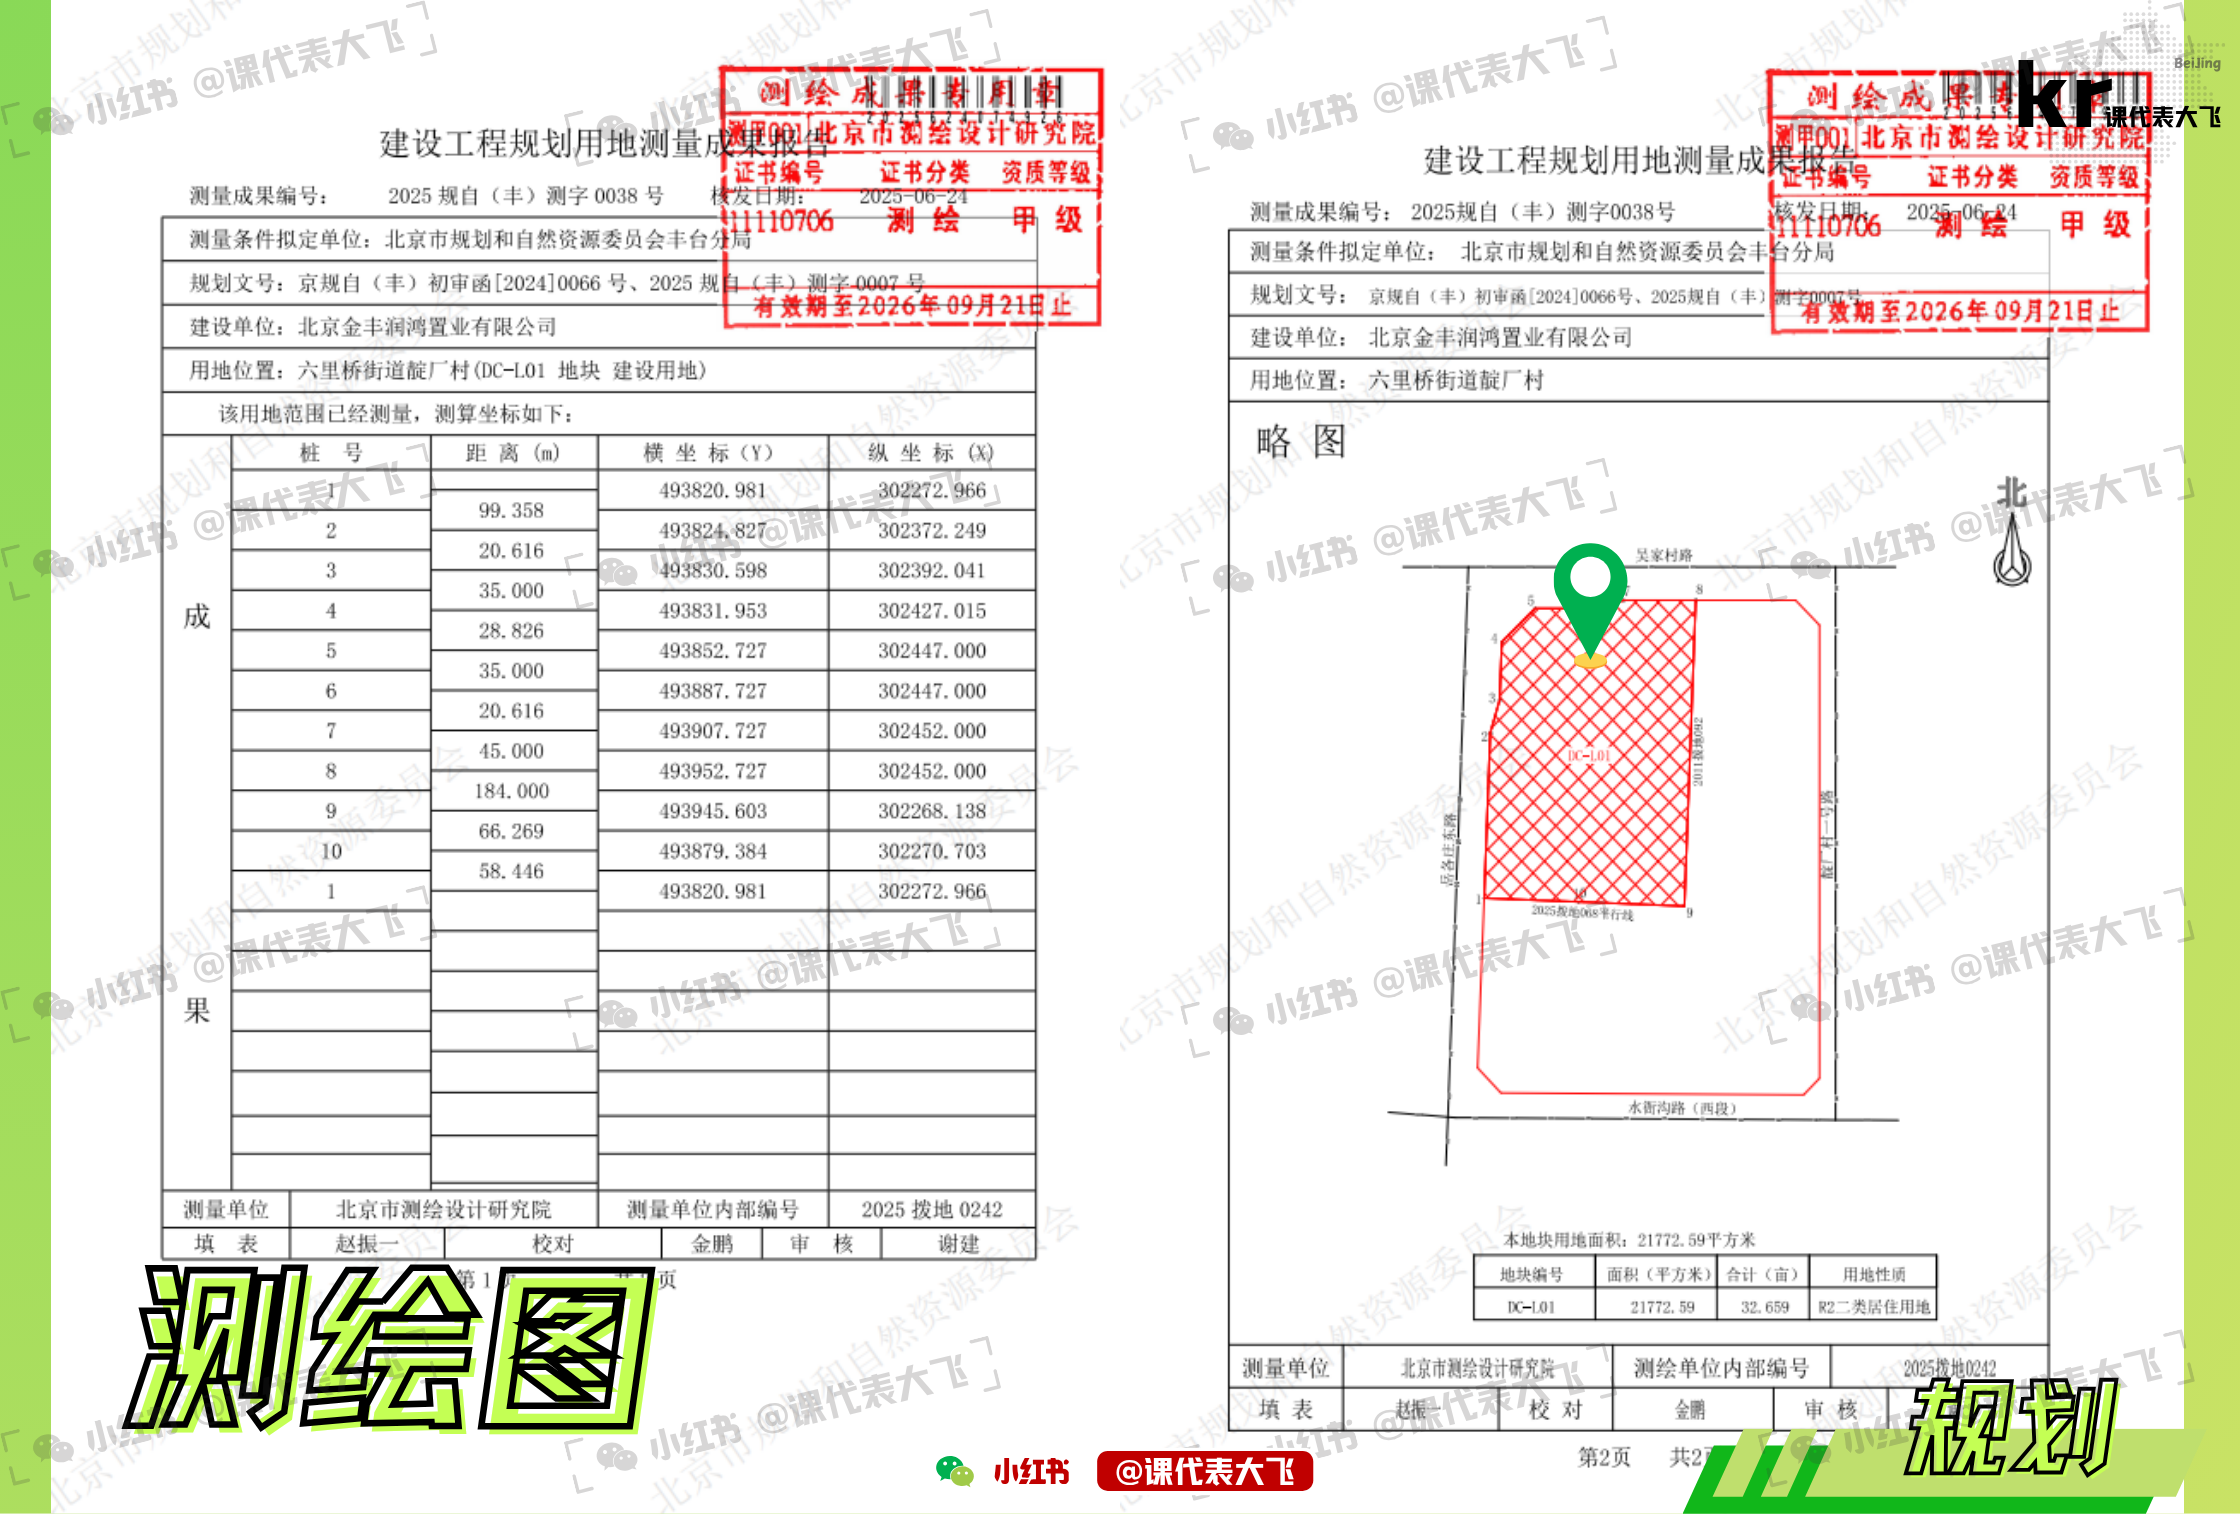 建设工程规划用地测量成果报告
测量成果编号： 2025 规自（丰）测字 0038 号 核发日期： 2025-06-24
测量条件拟定单位：北京市规划和自然资源委员会丰台分局
规划文号：京规自（丰）初审函[2024]0066 号、2025 规自（丰）测字 0007 号
建设单位：北京金丰润鸿置业有限公司
用地位置：六里桥街道靛厂村(DC-L01 地块 建设用地)
该用地范围已经测量，测算坐标如下：
成果
桩 号 距 离 (m) 横 坐 标（Y） 纵 坐 标 (X)
1 493820.981 302272.966
99.358
2 493824.827 302372.249
20.616
3 493830.598 302392.041
35.000
4 493831.953 302427.015
28.826
5 493852.727 302447.000
35.000
6 493887.727 302447.000
20.616
7 493907.727 302452.000
45.000
8 493952.727 302452.000
184.000
9 493945.603 302268.138
66.269
10 493879.384 302270.703
58.446
1 493820.981 302272.966
测量单位 北京市测绘设计研究院 测量单位内部编号 2025 拨地 0242
填 表 赵振一 校对 金鹏 审 核 谢建
第 1 页
测绘成果专用章
测甲001 北京市测绘设计研究院
证书编号 证书分类 资质等级
11110706 测 绘 甲 级
有效期至2026年09月21日止
测绘图
建设工程规划用地测量成果报告
测量成果编号： 2025规自（丰）测字0038号 核发日期： 2025-06-24
测量条件拟定单位： 北京市规划和自然资源委员会丰台分局
规划文号： 京规自（丰）初审函[2024]0066号、2025规自（丰）测字0007号
建设单位： 北京金丰润鸿置业有限公司
用地位置： 六里桥街道靛厂村
略 图
北
吴家村路
5
7
8
4
3
2
DC-L01
2011拨地092
岳各庄东路
靛厂村一号路
1
10
9
2025拨地068平行线
水衙沟路（西段）
本地块用地面积：21772.59平方米
地块编号 面积（平方米） 合计（亩） 用地性质
DC-L01 21772.59 32.659 R2二类居住用地
测量单位 北京市测绘设计研究院 测绘单位内部编号 2025拨地0242
填 表 赵振一 校 对 金鹏 审 核
第2页 共2
测绘成果
测甲001 北京市测绘设计研究院
证书编号 证书分类 资质等级
11110706 测 绘 甲 级
有效期至2026年09月21日止
BeiJing
kr课代表大飞
规划
小红书 @课代表大飞
北京市规划和自然资源委员会